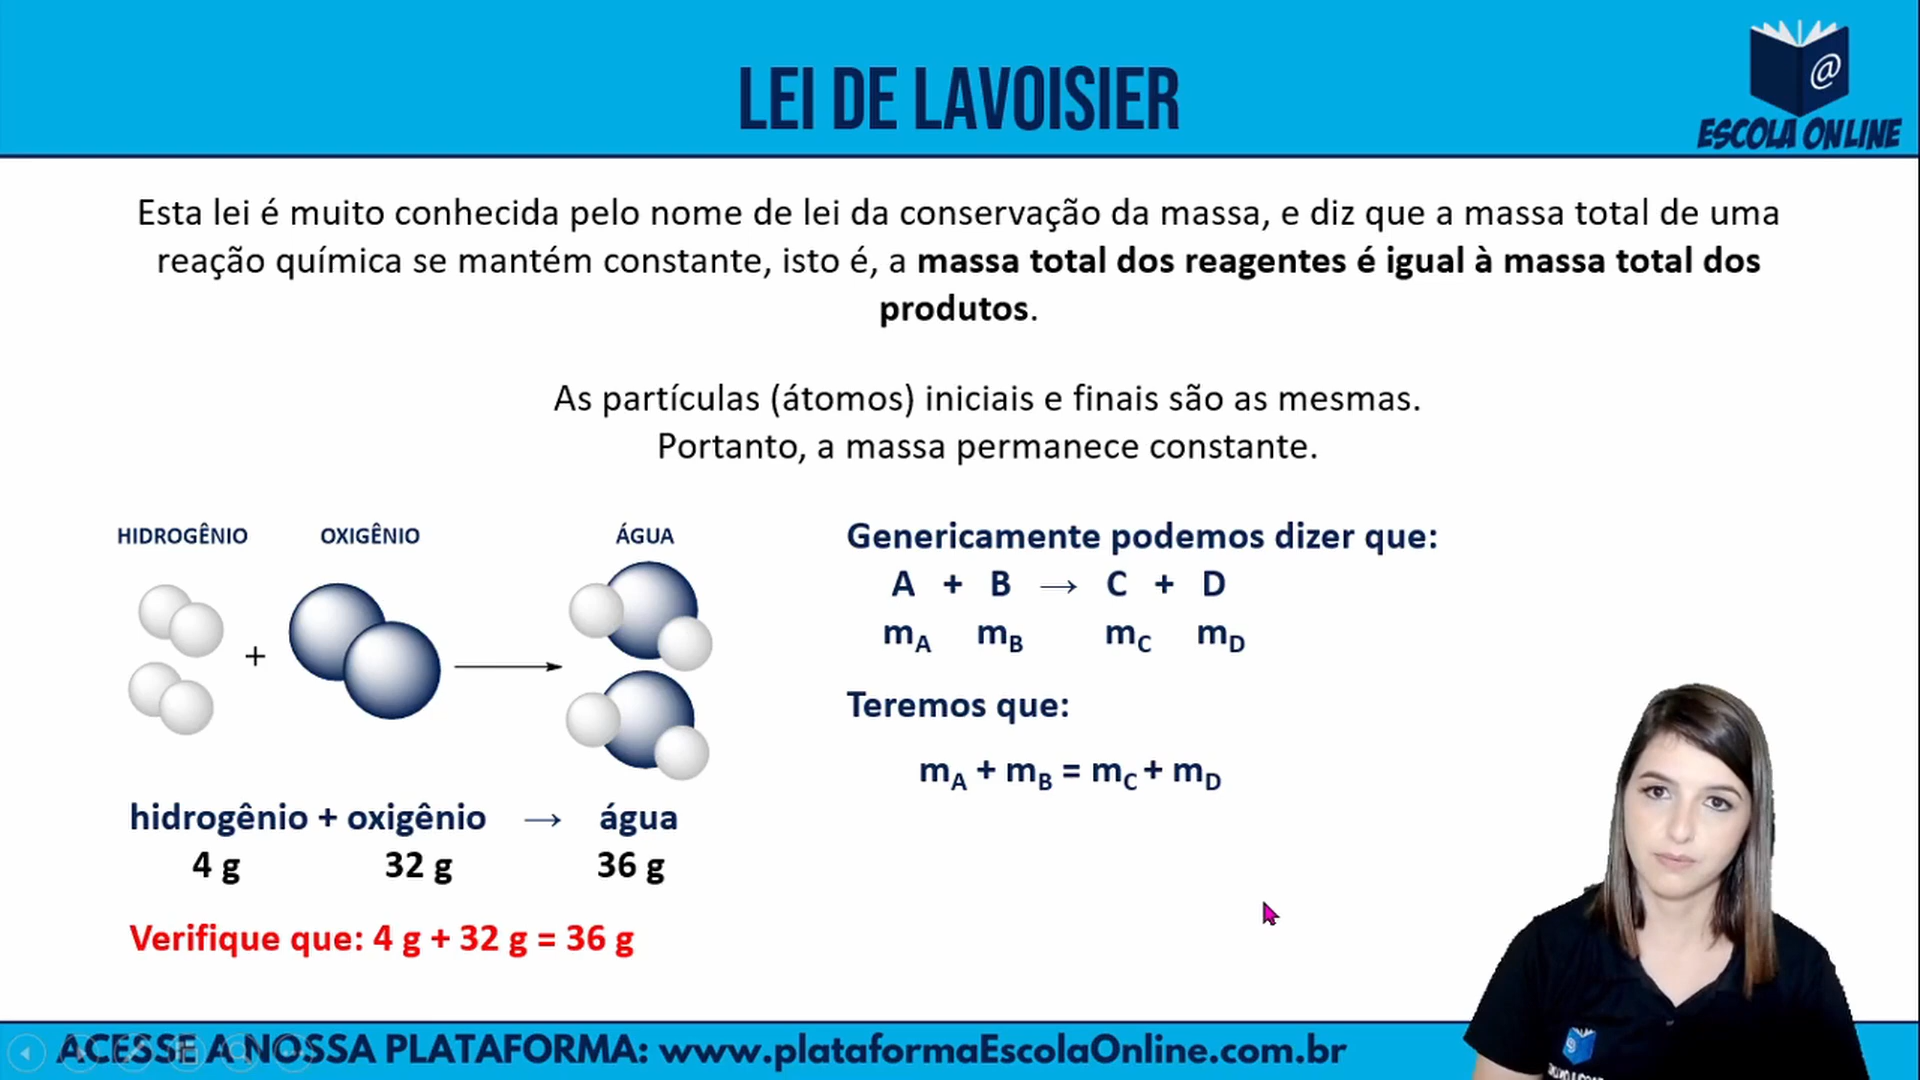 LEI DE LAVOISIER
@
ESCOLA ONLINE
Esta lei é muito conhecida pelo nome de lei da conservação da massa, e diz que a massa total de uma
reação química se mantém constante, isto é, a massa total dos reagentes é igual à massa total dos
produtos.
As partículas (átomos) iniciais e finais são as mesmas.
Portanto, a massa permanece constante.
HIDROGÊNIO OXIGÊNIO ÁGUA
+
hidrogênio + oxigênio → água
4 g 32 g 36 g
Verifique que: 4 g + 32 g = 36 g
Genericamente podemos dizer que:
A + B → C + D
mA mB mC mD
Teremos que:
mA + mB = mC + mD
ACESSE A NOSSA PLATAFORMA: www.plataformaEscolaOnline.com.br